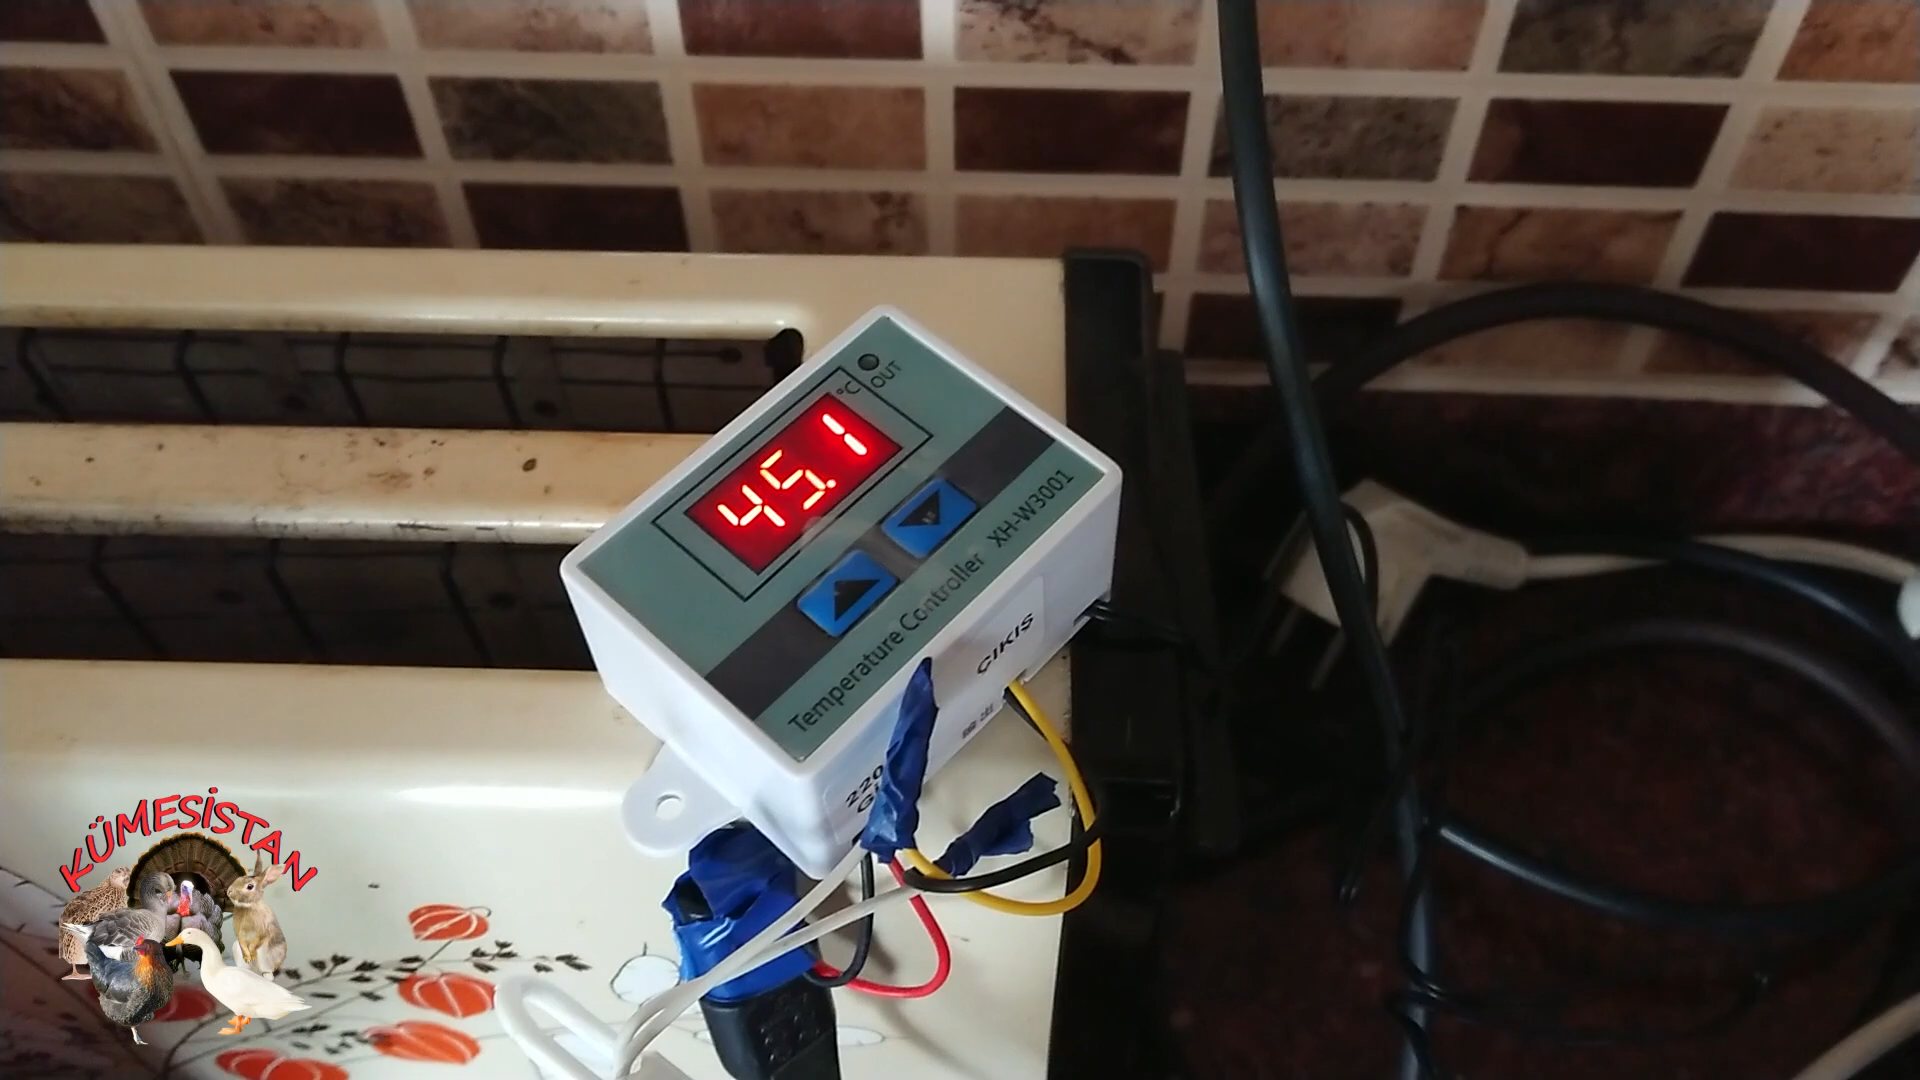 °C
OUT
45.1
Temperature Controller XH-W3001
ÇIKIŞ
220
KÜMESİSTAN